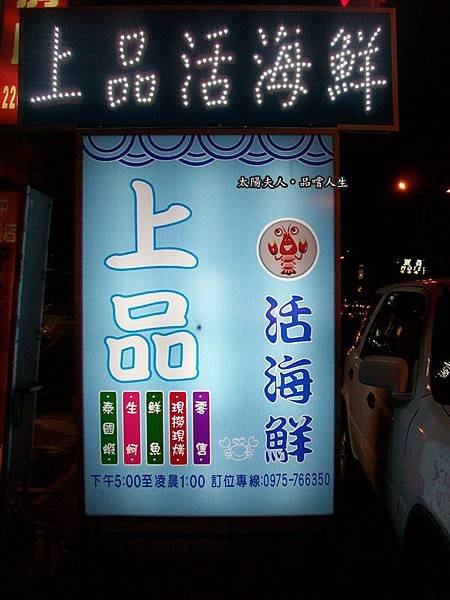 上品活海鮮
太陽夫人・品嚐人生
上品
活海鮮
泰國蝦
生蚵
鮮魚
現撈現烤
零售
下午5:00至凌晨1:00 訂位專線:0975-766350